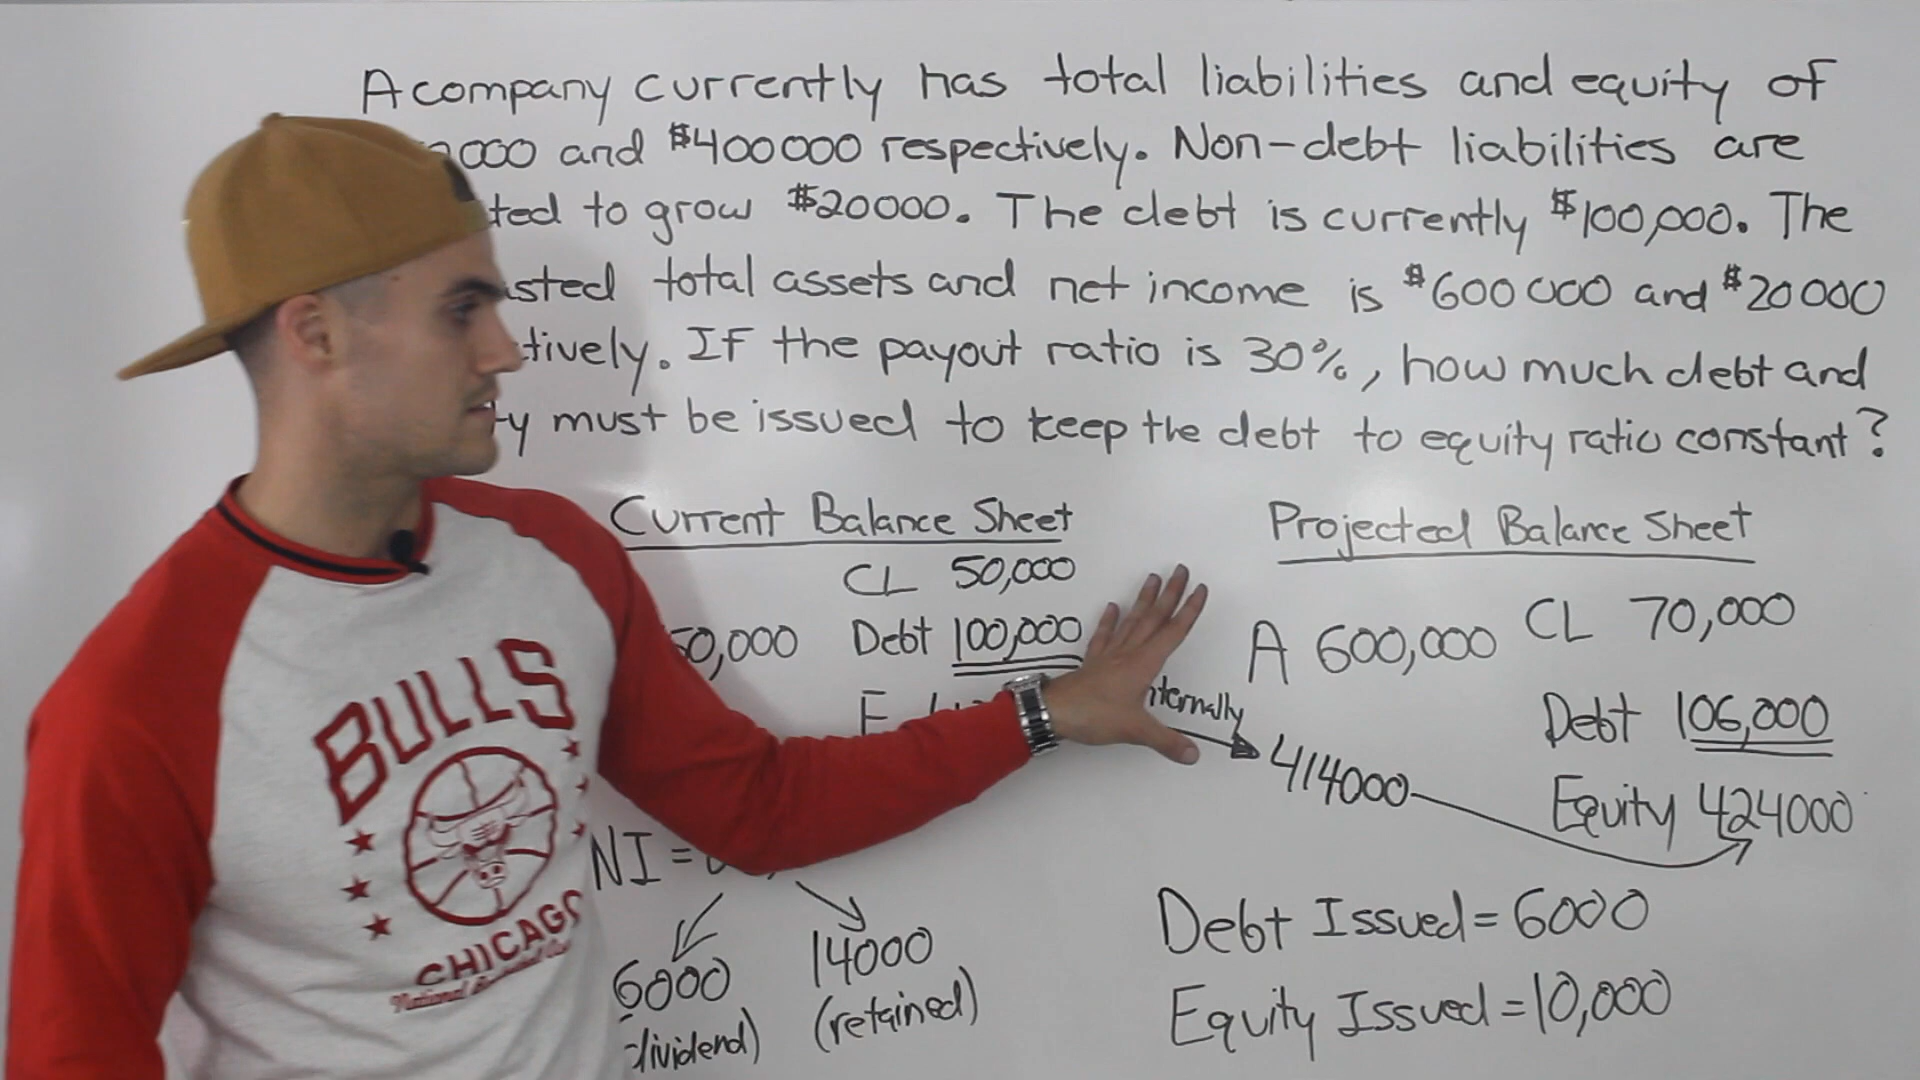 A company currently has total liabilities and equity of
000 and $400000 respectively. Non-debt liabilities are
ted to grow $20000. The debt is currently $100,000. The
sted total assets and net income is $600000 and $20000
tively. If the payout ratio is 30%, how much debt and
ty must be issued to keep the debt to equity ratio constant?
Current Balance Sheet
CL 50,000
50,000 Debt 100,000
E
NI =
6000
(dividend)
14000
(retained)
Projected Balance Sheet
A 600,000 CL 70,000
Debt 106,000
nternally
414000
Equity 424000
Debt Issued = 6000
Equity Issued = 10,000
BULLS
CHICAGO